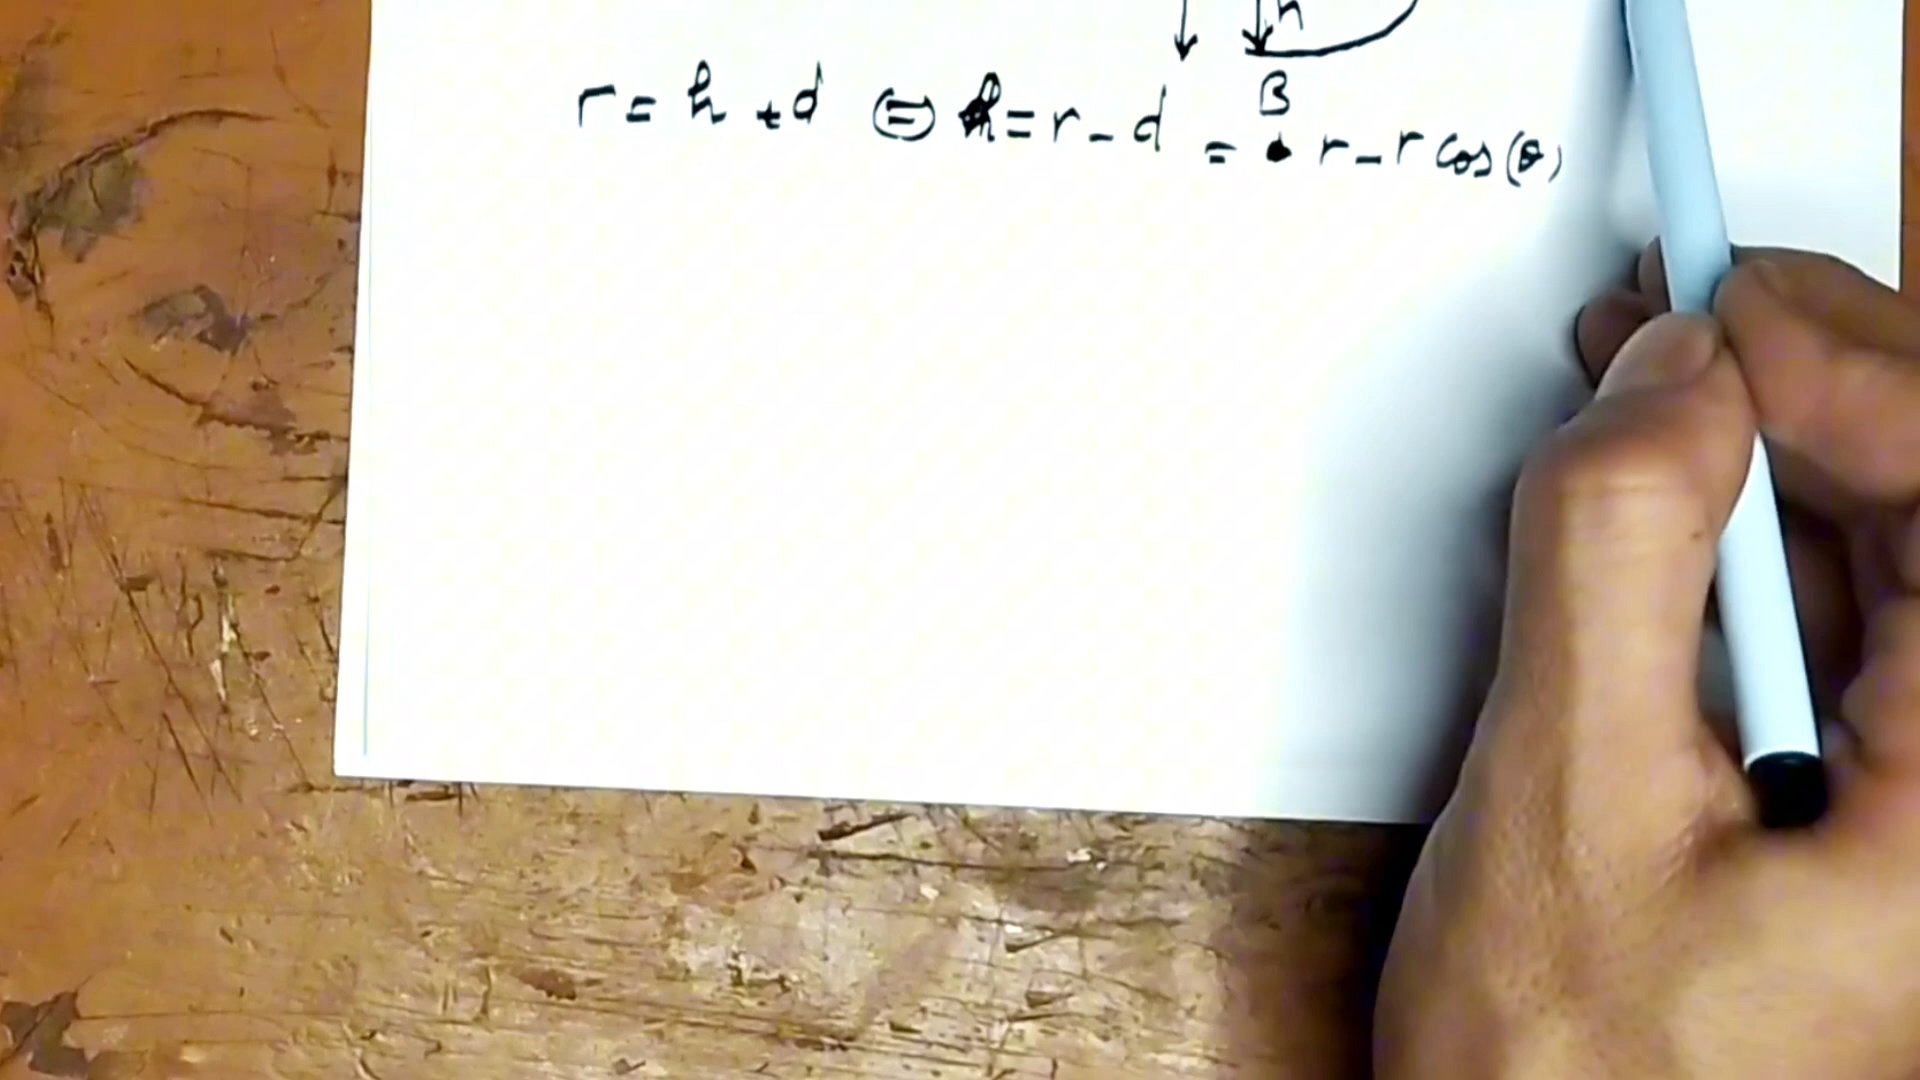 h
B
r = h + d ⇔ h = r - d = r - r cos(θ)